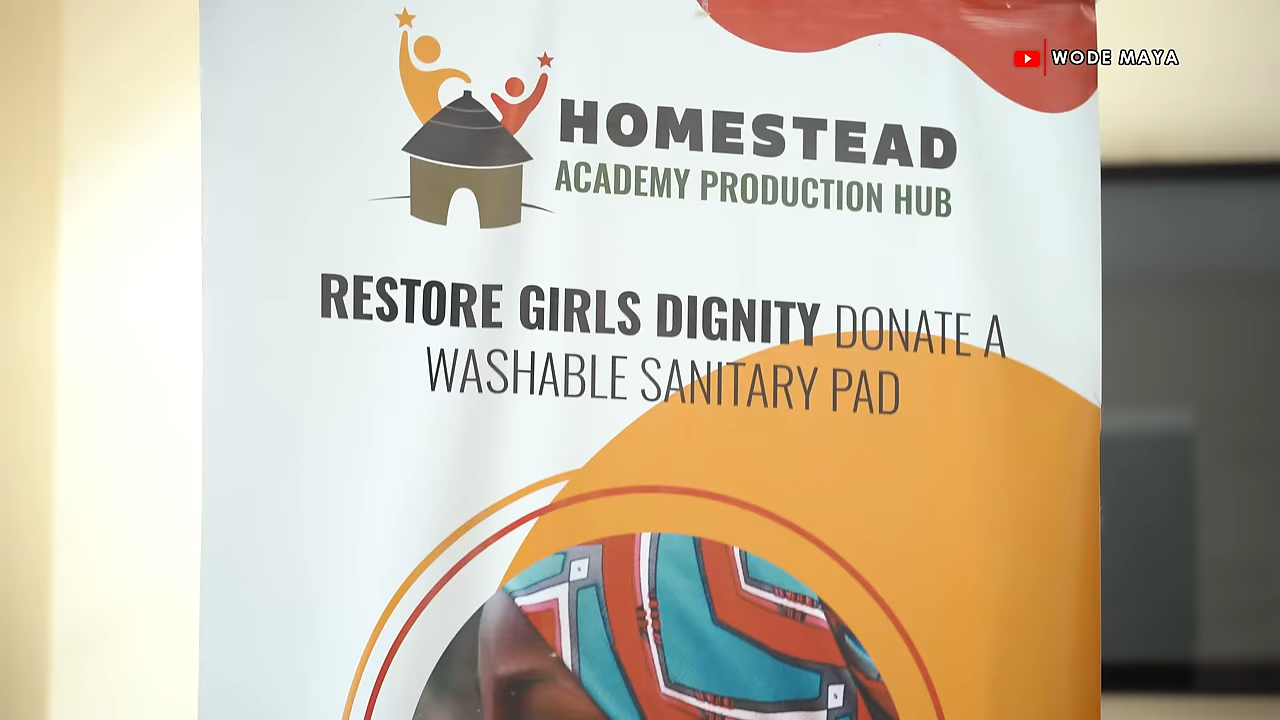 WODE MAYA
HOMESTEAD
ACADEMY PRODUCTION HUB
RESTORE GIRLS DIGNITY DONATE A
WASHABLE SANITARY PAD